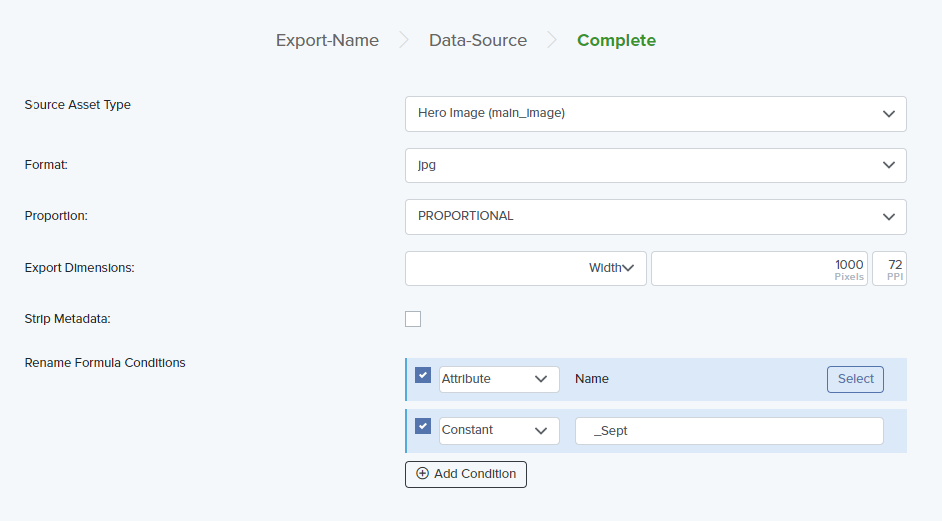 Export-Name Data-Source Complete
Source Asset Type Hero Image (main_image)
Format: jpg
Proportion: PROPORTIONAL
Export Dimensions: Width 1000 Pixels 72 PPI
Strip Metadata:
Rename Formula Conditions Attribute Name Select
Constant _Sept
Add Condition